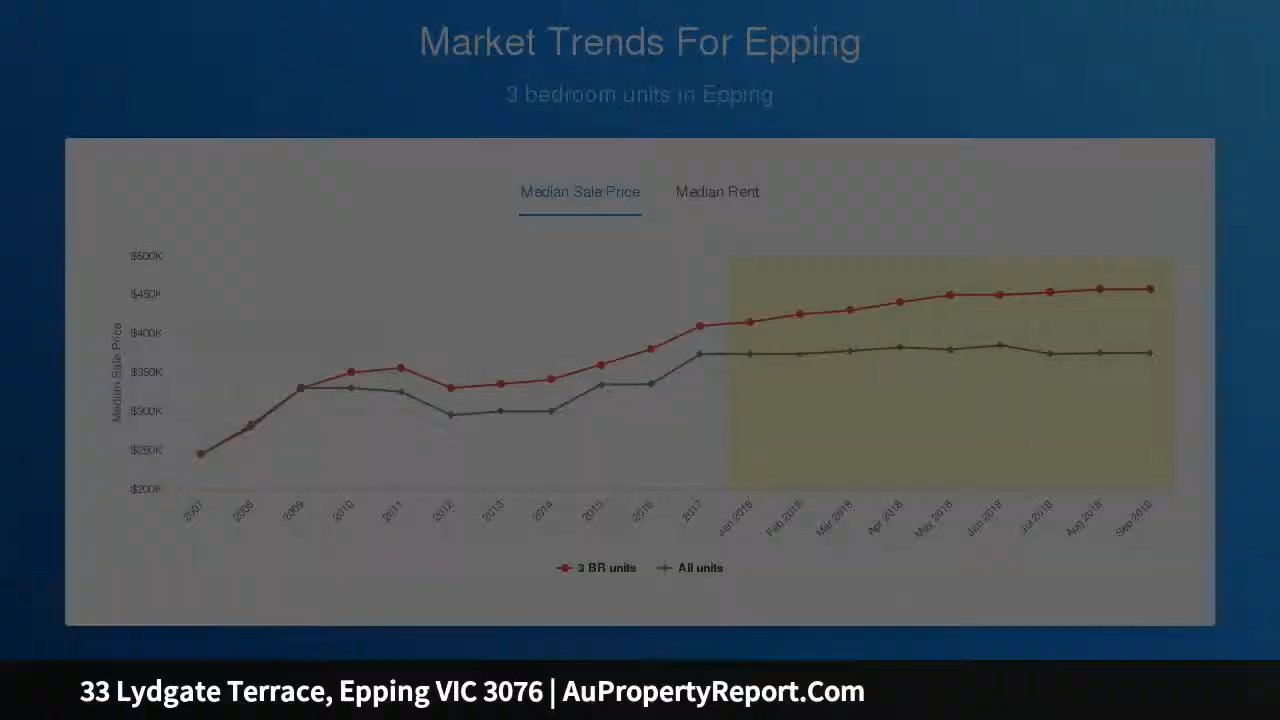 Market Trends For Epping
3 bedroom units in Epping
Median Sale Price Median Rent
$500K
$450K
$400K
$350K
$300K
$250K
$200K
Median Sale Price
2007 2008 2009 2010 2011 2012 2013 2014 2015 2016 2017 Jan 2018 Feb 2018 Mar 2018 Apr 2018 May 2018 Jun 2018 Jul 2018 Aug 2018 Sep 2018
3 BR units All units
33 Lydgate Terrace, Epping VIC 3076 | AuPropertyReport.Com